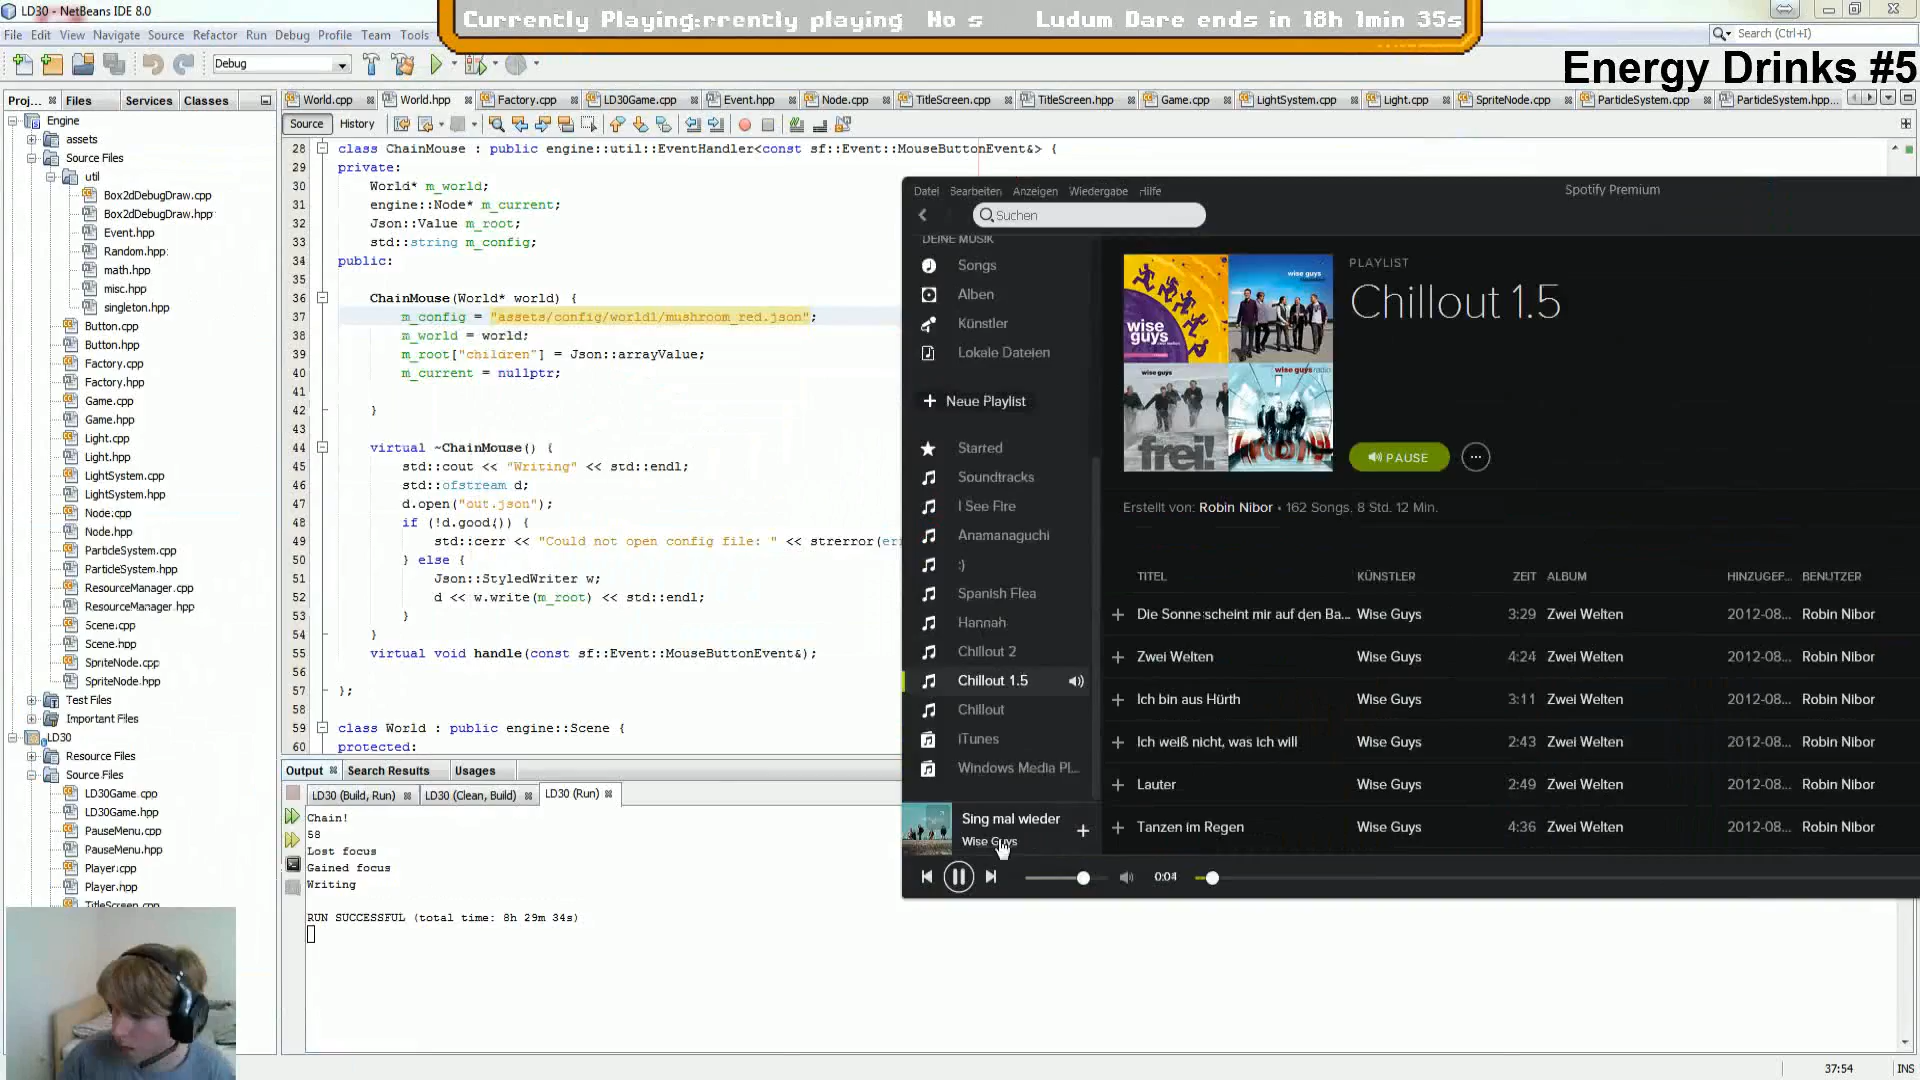 LD30 - NetBeans IDE 8.0
Currently Playing:rrently playing Ho s Ludum Dare ends in 18h 1min 35s
File Edit View Navigate Source Refactor Run Debug Profile Team Tools
Search (Ctrl+I)
Debug
Energy Drinks #5
Proj... Files Services Classes
World.cpp World.hpp Factory.cpp LD30Game.cpp Event.hpp Node.cpp TitleScreen.cpp TitleScreen.hpp Game.cpp LightSystem.cpp Light.cpp SpriteNode.cpp ParticleSystem.cpp ParticleSystem.hpp...
Source History
Engine
assets
Source Files
util
Box2dDebugDraw.cpp
Box2dDebugDraw.hpp
Event.hpp
Random.hpp
math.hpp
misc.hpp
singleton.hpp
Button.cpp
Button.hpp
Factory.cpp
Factory.hpp
Game.cpp
Game.hpp
Light.cpp
Light.hpp
LightSystem.cpp
LightSystem.hpp
Node.cpp
Node.hpp
ParticleSystem.cpp
ParticleSystem.hpp
ResourceManager.cpp
ResourceManager.hpp
Scene.cpp
Scene.hpp
SpriteNode.cpp
SpriteNode.hpp
Test Files
Important Files
LD30
Resource Files
Source Files
LD30Game.cpp
LD30Game.hpp
PauseMenu.cpp
PauseMenu.hpp
Player.cpp
Player.hpp
TitleScreen.cpp
28 class ChainMouse : public engine::util::EventHandler<const sf::Event::MouseButtonEvent&> {
29 private:
30 World* m_world;
31 engine::Node* m_current;
32 Json::Value m_root;
33 std::string m_config;
34 public:
35
36 ChainMouse(World* world) {
37 m_config = "assets/config/world1/mushroom_red.json";
38 m_world = world;
39 m_root["children"] = Json::arrayValue;
40 m_current = nullptr;
41
42 }
43
44 virtual ~ChainMouse() {
45 std::cout << "Writing" << std::endl;
46 std::ofstream d;
47 d.open("out.json");
48 if (!d.good()) {
49 std::cerr << "Could not open config file: " << strerror(er
50 } else {
51 Json::StyledWriter w;
52 d << w.write(m_root) << std::endl;
53 }
54 }
55 virtual void handle(const sf::Event::MouseButtonEvent&);
56
57 };
58
59 class World : public engine::Scene {
60 protected:
Output Search Results Usages
LD30 (Build, Run) LD30 (Clean, Build) LD30 (Run)
Chain!
58
Lost focus
Gained focus
Writing
RUN SUCCESSFUL (total time: 8h 29m 34s)
Datei Bearbeiten Anzeigen Wiedergabe Hilfe
Spotify Premium
Suchen
DEINE MUSIK
Songs
Alben
Künstler
Lokale Dateien
Neue Playlist
Started
Soundtracks
I See Fire
Anamanaguchi
:)
Spanish Flea
Hannah
Chillout 2
Chillout 1.5
Chillout
iTunes
Windows Media Pl...
Sing mal wieder
Wise Guys
0:04
wise guys
wise guys
wise guys
frei!
wise guys radio
PLAYLIST
Chillout 1.5
PAUSE
Erstellt von: Robin Nibor • 162 Songs, 8 Std. 12 Min.
TITEL KÜNSTLER ZEIT ALBUM HINZUGEF... BENUTZER
Die Sonne scheint mir auf den Ba... Wise Guys 3:29 Zwei Welten 2012-08... Robin Nibor
Zwei Welten Wise Guys 4:24 Zwei Welten 2012-08... Robin Nibor
Ich bin aus Hürth Wise Guys 3:11 Zwei Welten 2012-08... Robin Nibor
Ich weiß nicht, was ich will Wise Guys 2:43 Zwei Welten 2012-08... Robin Nibor
Lauter Wise Guys 2:49 Zwei Welten 2012-08... Robin Nibor
Tanzen im Regen Wise Guys 4:36 Zwei Welten 2012-08... Robin Nibor
37:54 INS